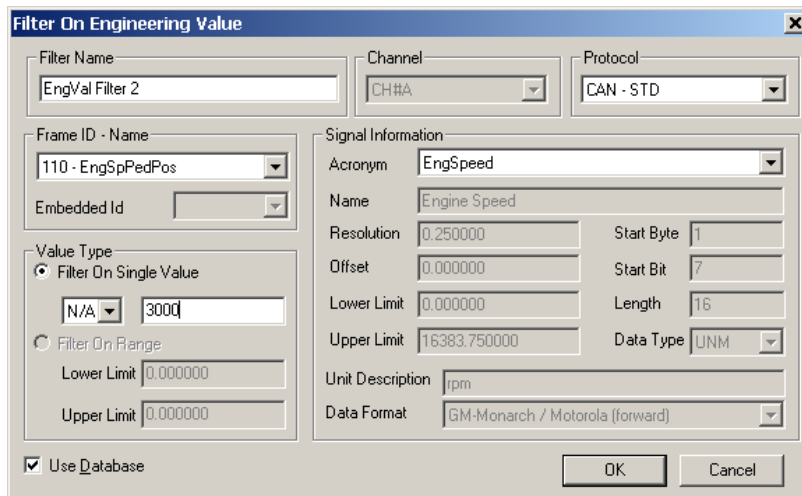 Filter On Engineering Value
Filter Name
EngVal Filter 2
Channel
CH#A
Protocol
CAN - STD
Frame ID - Name
110 - EngSpPedPos
Embedded Id
Value Type
Filter On Single Value
N/A 3000
Filter On Range
Lower Limit 0.000000
Upper Limit 0.000000
Signal Information
Acronym EngSpeed
Name Engine Speed
Resolution 0.250000 Start Byte 1
Offset 0.000000 Start Bit 7
Lower Limit 0.000000 Length 16
Upper Limit 16383.750000 Data Type UNM
Unit Description rpm
Data Format GM-Monarch / Motorola (forward)
Use Database
OK Cancel